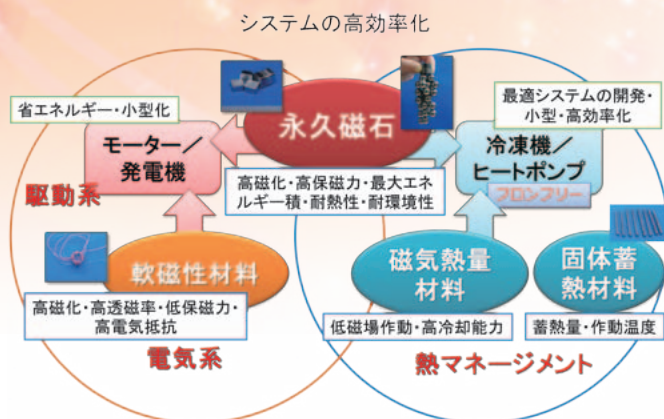 システムの高効率化
省エネルギー・小型化
永久磁石
最適システムの開発・
小型・高効率化
モーター／
発電機
冷凍機／
ヒートポンプ
フロンフリー
高磁化・高保磁力・最大エネ
ルギー積・耐熱性・耐環境性
駆動系
軟磁性材料
磁気熱量
材料
固体蓄
熱材料
高磁化・高透磁率・低保磁力・
高電気抵抗
低磁場作動・高冷却能力
蓄熱量・作動温度
電気系
熱マネージメント